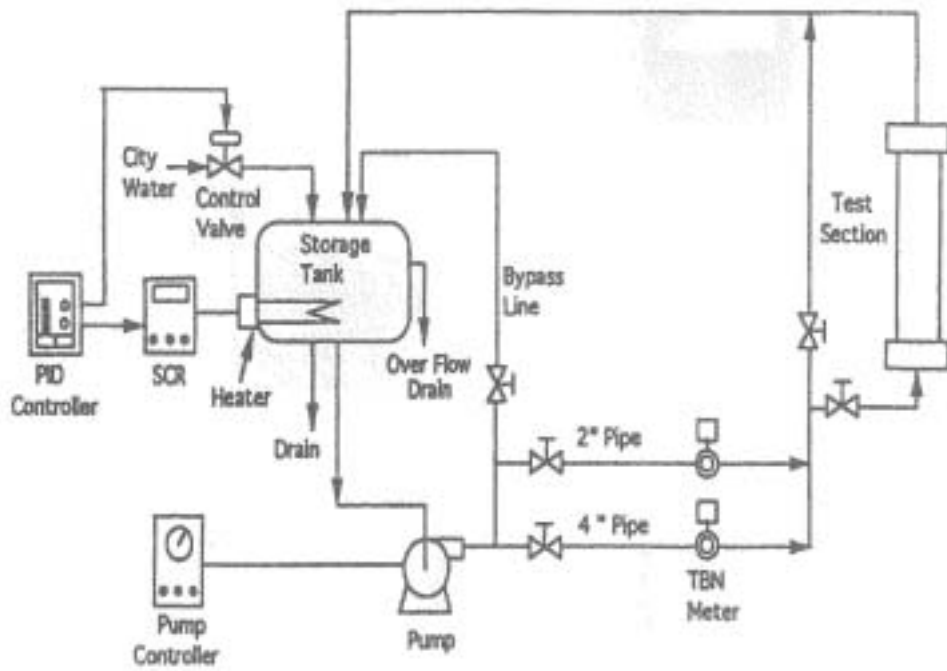 City
Water
Control
Valve
Storage
Tank
Test
Section
Bypass
Line
PID
Controller
SCR
Heater
Over Flow
Drain
Drain
2" Pipe
4 " Pipe
TBN
Meter
Pump
Controller
Pump